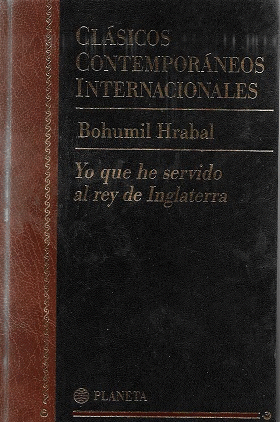 CLÁSICOS
CONTEMPORÁNEOS
INTERNACIONALES
Bohumil Hrabal
Yo que he servido
al rey de Inglaterra
PLANETA